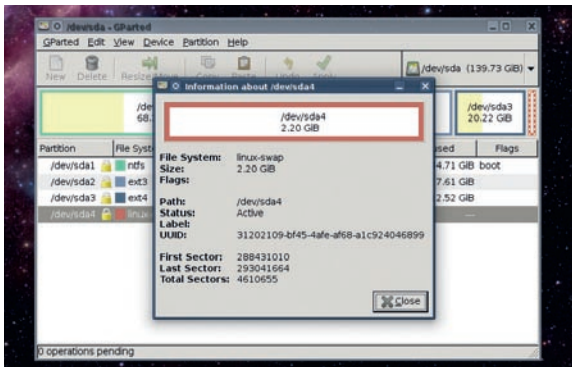 /dev/sda - GParted
GParted Edit View Device Partition Help
New Delete Resize/Move Copy Paste Undo Apply /dev/sda (139.73 GiB)
Information about /dev/sda4
/dev/sda4
2.20 GiB
/dev/sda3
20.22 GiB
Partition File Syst used Flags
/dev/sda1 ntfs 4.71 GiB boot
/dev/sda2 ext3 7.61 GiB
/dev/sda3 ext4 2.52 GiB
/dev/sda4 linux- ---
File System: linux-swap
Size: 2.20 GiB
Flags:
Path: /dev/sda4
Status: Active
Label:
UUID: 31202109-bf45-4afe-af68-a1c924046899
First Sector: 288431010
Last Sector: 293041664
Total Sectors: 4610655
Close
0 operations pending